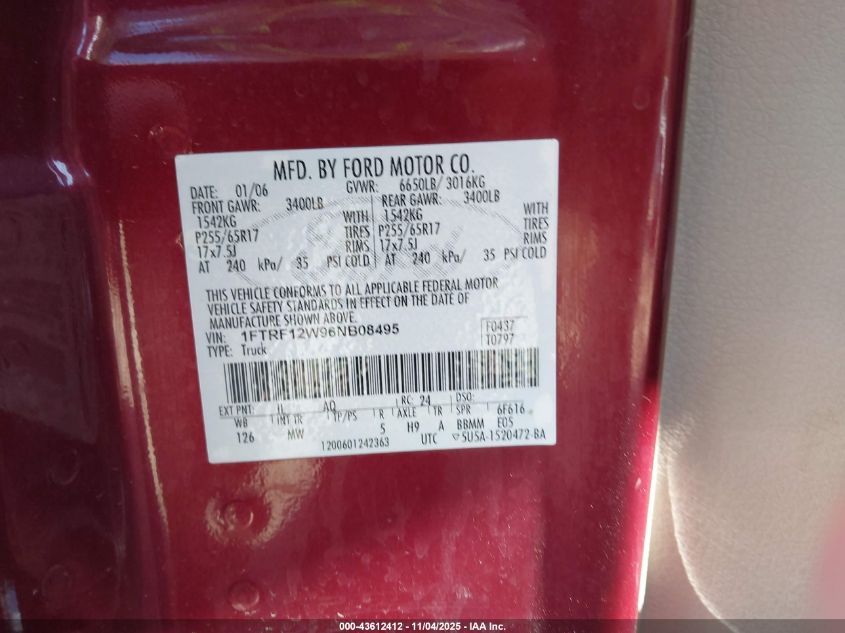 MFD. BY FORD MOTOR CO.
DATE: 01/06 GVWR: 6650LB/ 3016KG
FRONT GAWR: 3400LB REAR GAWR: 3400LB
1542KG WITH 1542KG WITH
P255/65R17 TIRES P255/65R17 TIRES
17x7.5J RIMS 17x7.5J RIMS
AT 240 kPa/ 35 PSI COLD AT 240 kPa/ 35 PSI COLD
THIS VEHICLE CONFORMS TO ALL APPLICABLE FEDERAL MOTOR
VEHICLE SAFETY STANDARDS IN EFFECT ON THE DATE OF
MANUFACTURE SHOWN ABOVE.
VIN: 1FTRF12W96NB08495 F0437
TYPE: Truck T0797
EXT PNT: JL AQ RC: 24 DSO:
WB INT TR TP/PS R AXLE TR SPR 6F616
126 MW 5 H9 A BBMM E05
1200601242363 UTC 5U5A-1520472-BA
000-43612412 - 11/04/2025 - IAA Inc.